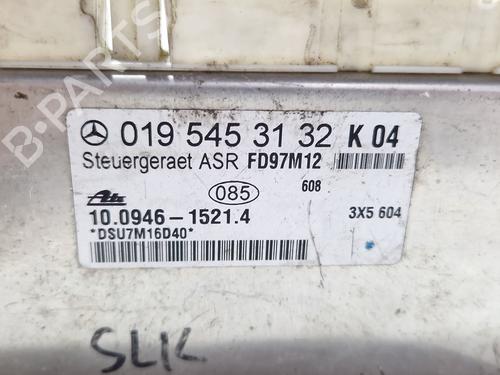 B-PARTS
019 545 31 32 K 04
Steuergeraet ASR FD97M12
085
608
Ate
10.0946-1521.4
3X5 604
*DSU7M16D40*
SLK